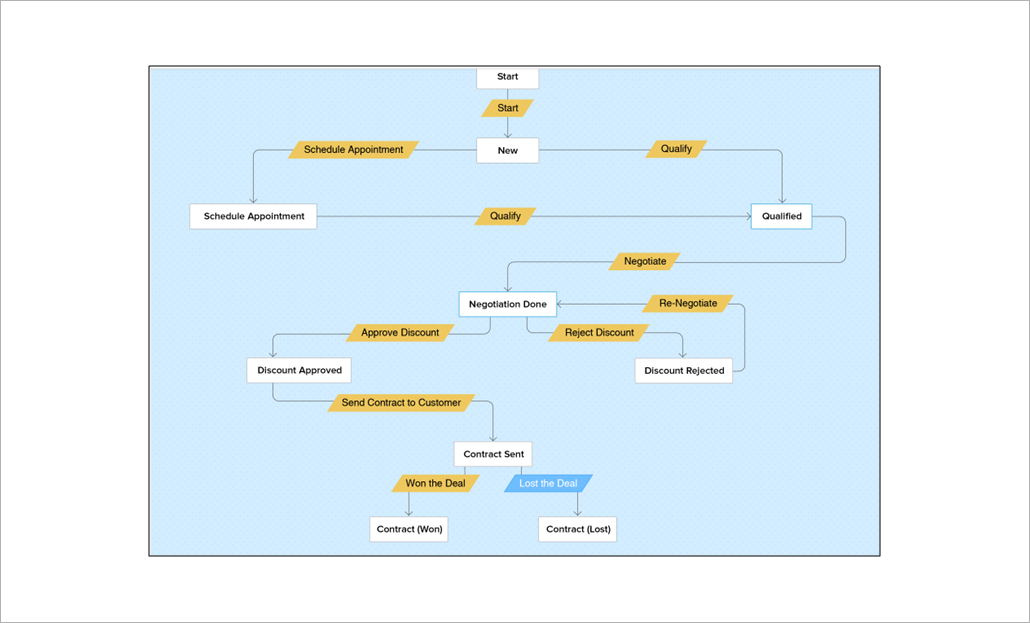 Start
Start
New
Schedule Appointment
Qualify
Schedule Appointment
Qualify
Qualified
Negotiate
Negotiation Done
Re-Negotiate
Approve Discount
Reject Discount
Discount Approved
Discount Rejected
Send Contract to Customer
Contract Sent
Won the Deal
Lost the Deal
Contract (Won)
Contract (Lost)